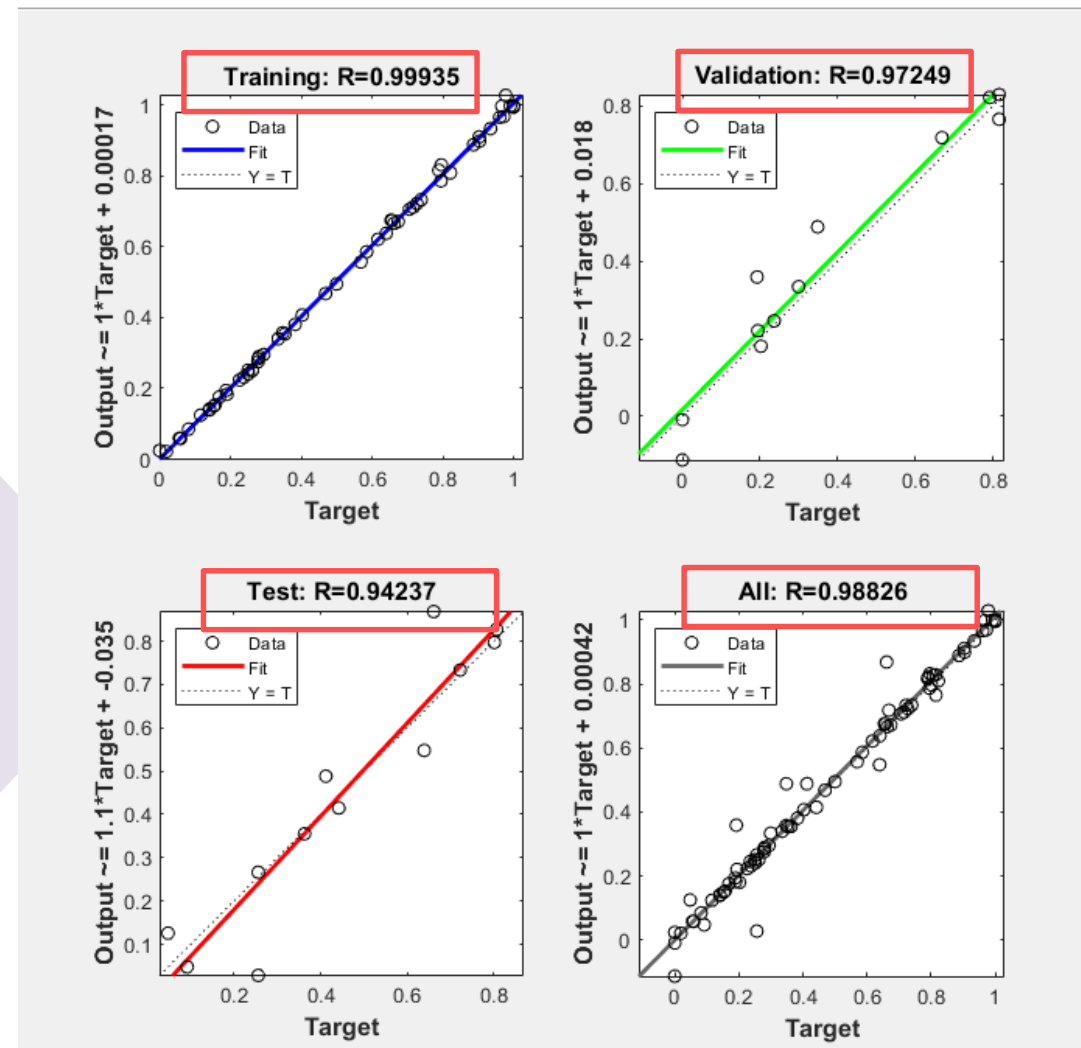 Training: R=0.99935
Data
Fit
Y = T
Output ~= 1*Target + 0.00017
1
0.8
0.6
0.4
0.2
0
0 0.2 0.4 0.6 0.8 1
Target
Validation: R=0.97249
Data
Fit
Y = T
Output ~= 1*Target + 0.018
0.8
0.6
0.4
0.2
0
0 0.2 0.4 0.6 0.8
Target
Test: R=0.94237
Data
Fit
Y = T
Output ~= 1.1*Target + -0.035
0.8
0.7
0.6
0.5
0.4
0.3
0.2
0.1
0.2 0.4 0.6 0.8
Target
All: R=0.98826
Data
Fit
Y = T
Output ~= 1*Target + 0.00042
1
0.8
0.6
0.4
0.2
0
0 0.2 0.4 0.6 0.8 1
Target